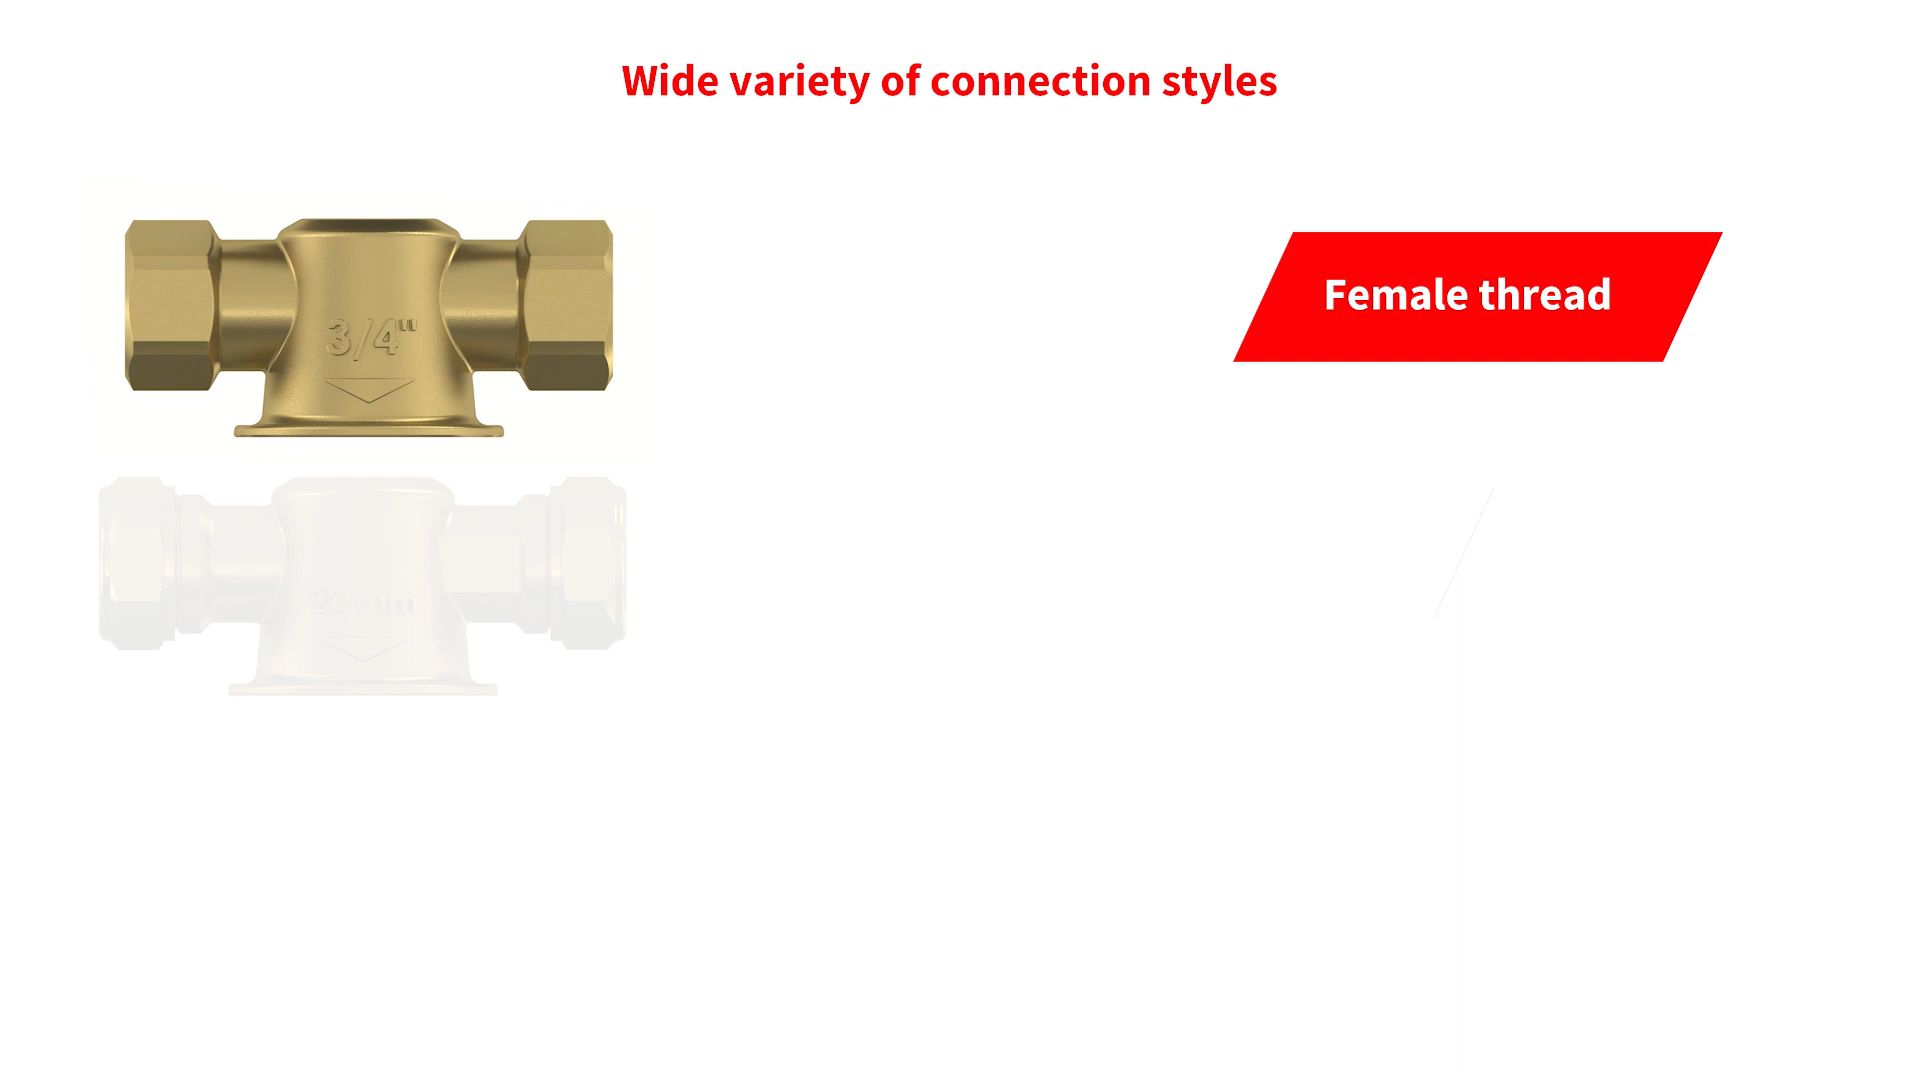 Wide variety of connection styles
Female thread
3/4"